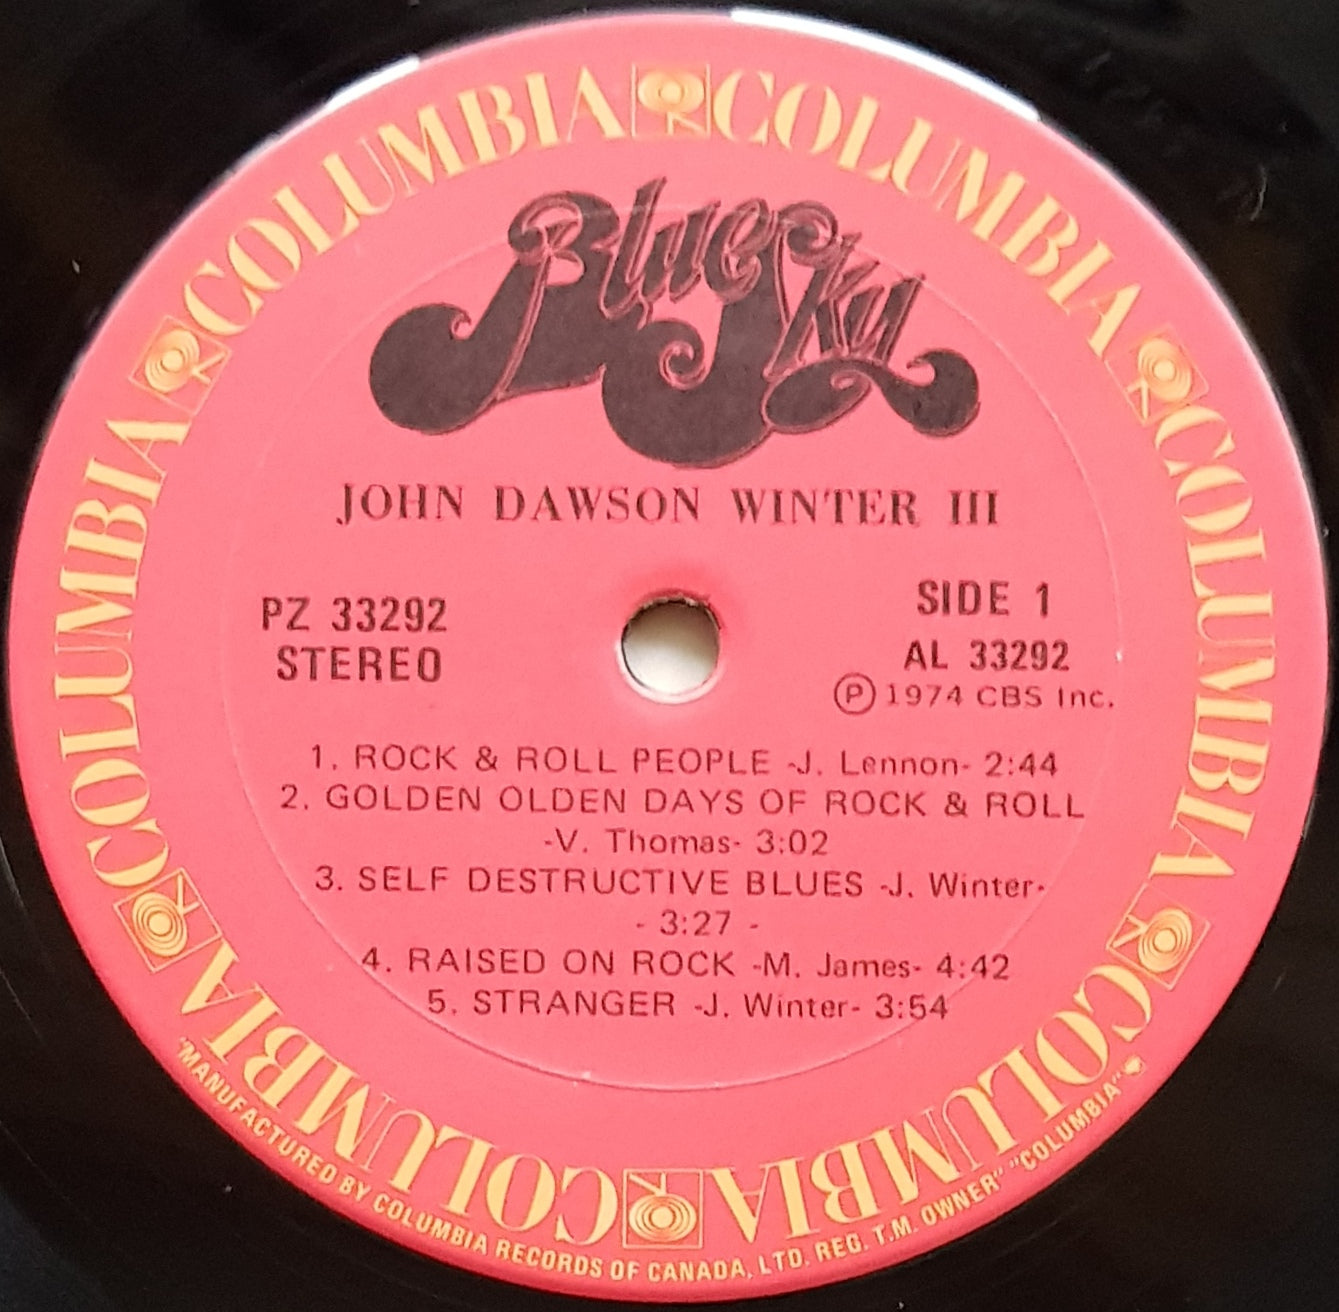 COLUMBIA COLUMBIA COLUMBIA COLUMBIA COLUMBIA COLUMBIA
Blue Sky
JOHN DAWSON WINTER III
PZ 33292
STEREO
SIDE 1
AL 33292
Ⓟ 1974 CBS Inc.
1. ROCK & ROLL PEOPLE -J. Lennon- 2:44
2. GOLDEN OLDEN DAYS OF ROCK & ROLL
-V. Thomas- 3:02
3. SELF DESTRUCTIVE BLUES -J. Winter-
- 3:27 -
4. RAISED ON ROCK -M. James- 4:42
5. STRANGER -J. Winter- 3:54
"MANUFACTURED BY COLUMBIA RECORDS OF CANADA, LTD. REG. T.M. OWNER" "COLUMBIA"